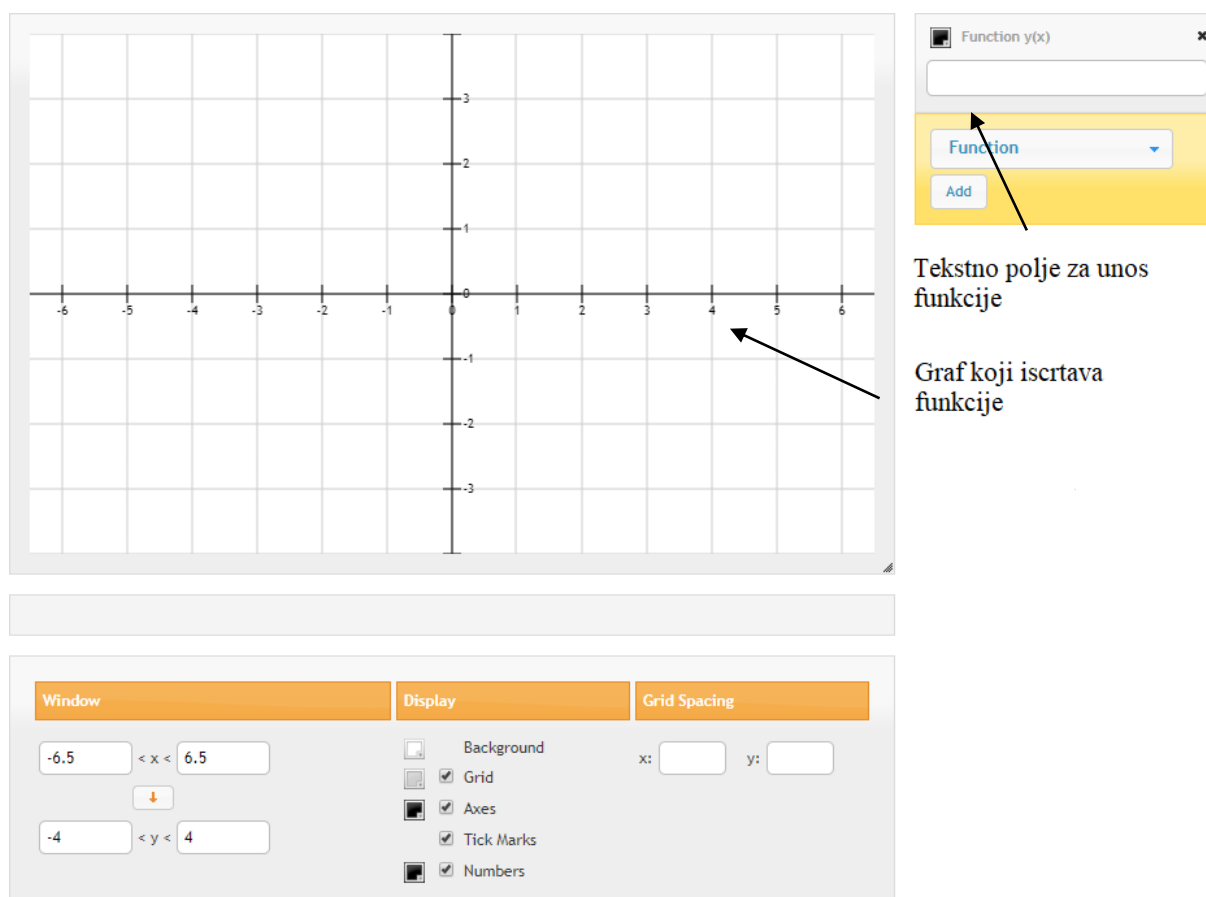 Function y(x)
Function
Add
Tekstno polje za unos
funkcije
Graf koji iscrtava
funkcije
3
2
1
0
-6 -5 -4 -3 -2 -1 0 1 2 3 4 5 6
-1
-2
-3
Window Display Grid Spacing
-6.5 < x < 6.5 Background x: y:
Grid
Axes
-4 < y < 4 Tick Marks
Numbers